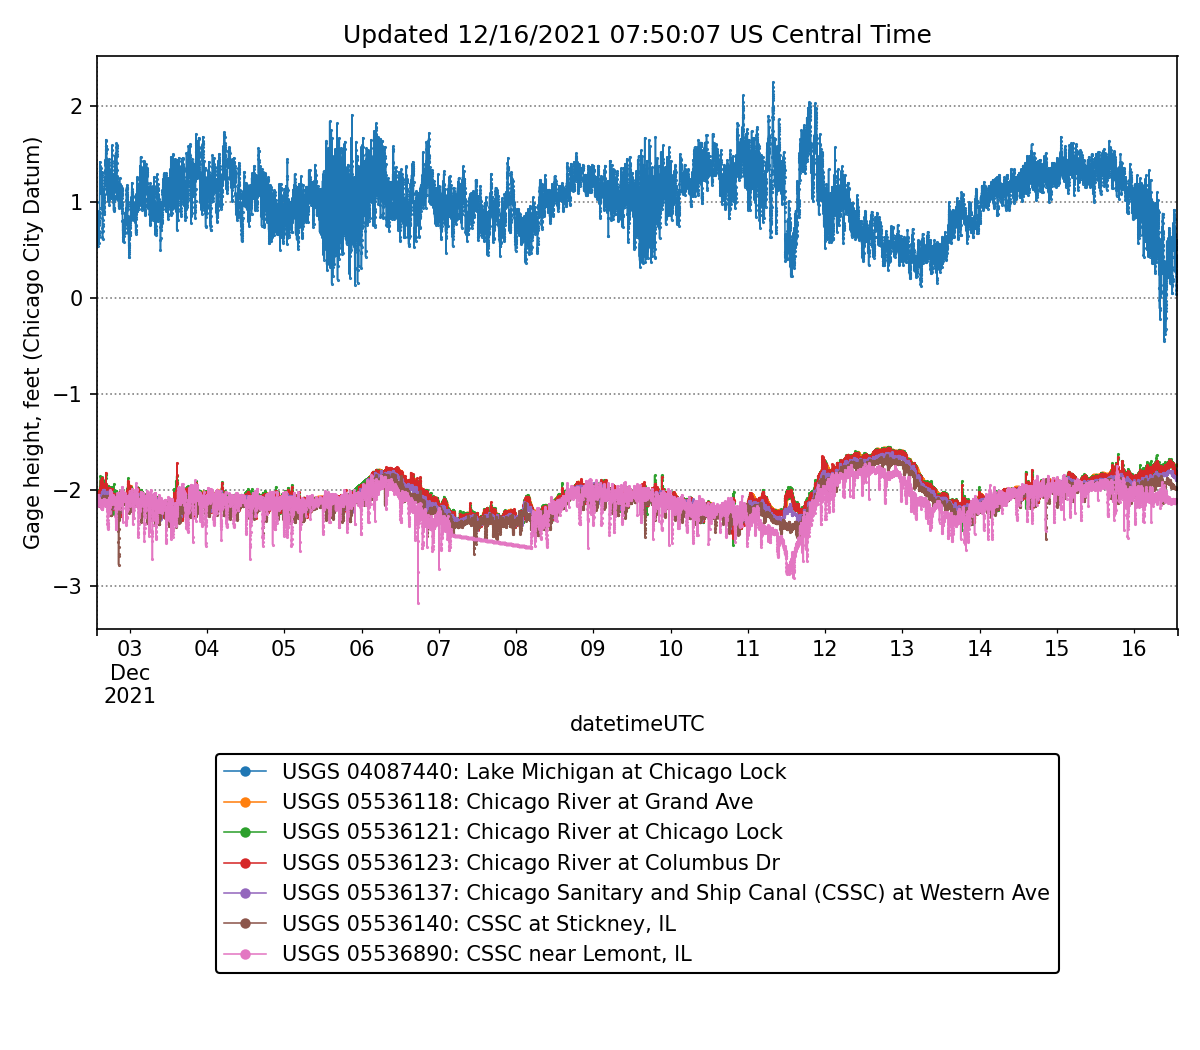 Updated 12/16/2021 07:50:07 US Central Time
Gage height, feet (Chicago City Datum)
2
1
0
−1
−2
−3
03 04 05 06 07 08 09 10 11 12 13 14 15 16
Dec
2021
datetimeUTC
USGS 04087440: Lake Michigan at Chicago Lock
USGS 05536118: Chicago River at Grand Ave
USGS 05536121: Chicago River at Chicago Lock
USGS 05536123: Chicago River at Columbus Dr
USGS 05536137: Chicago Sanitary and Ship Canal (CSSC) at Western Ave
USGS 05536140: CSSC at Stickney, IL
USGS 05536890: CSSC near Lemont, IL